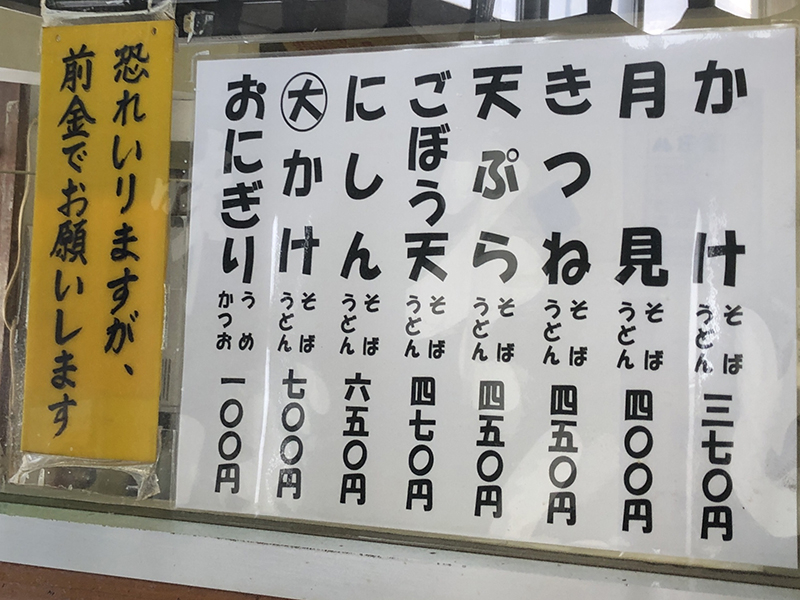 かけ そば うどん 三七〇円
月見 そば うどん 四〇〇円
きつね そば うどん 四五〇円
天ぷら そば うどん 四五〇円
ごぼう天 そば うどん 四七〇円
にしん そば うどん 六五〇円
大かけ そば うどん 七〇〇円
おにぎり うめ かつお 一〇〇円
恐れいりますが、
前金でお願いします